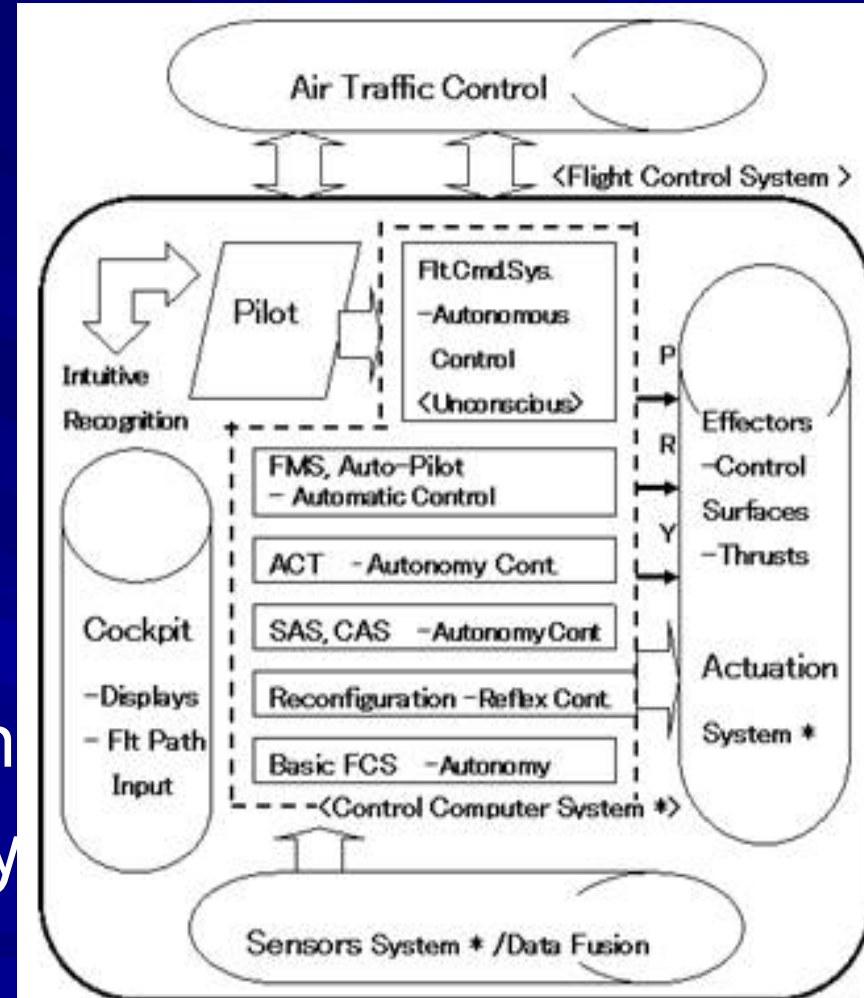 Air Traffic Control
<Flight Control System >
Pilot
Flt.Cmd.Sys.
-Autonomous
Control
<Unconscious>
Intuitive
Recognition
P
R
Y
Effectors
-Control
Surfaces
-Thrusts
FMS, Auto-Pilot
- Automatic Control
ACT -Autonomy Cont.
SAS, CAS -Autonomy Cont
Reconfiguration -Reflex Cont.
Basic FCS -Autonomy
<Control Computer System *>
Cockpit
-Displays
- Flt Path
Input
Actuation
System *
Sensors System * /Data Fusion
n
y